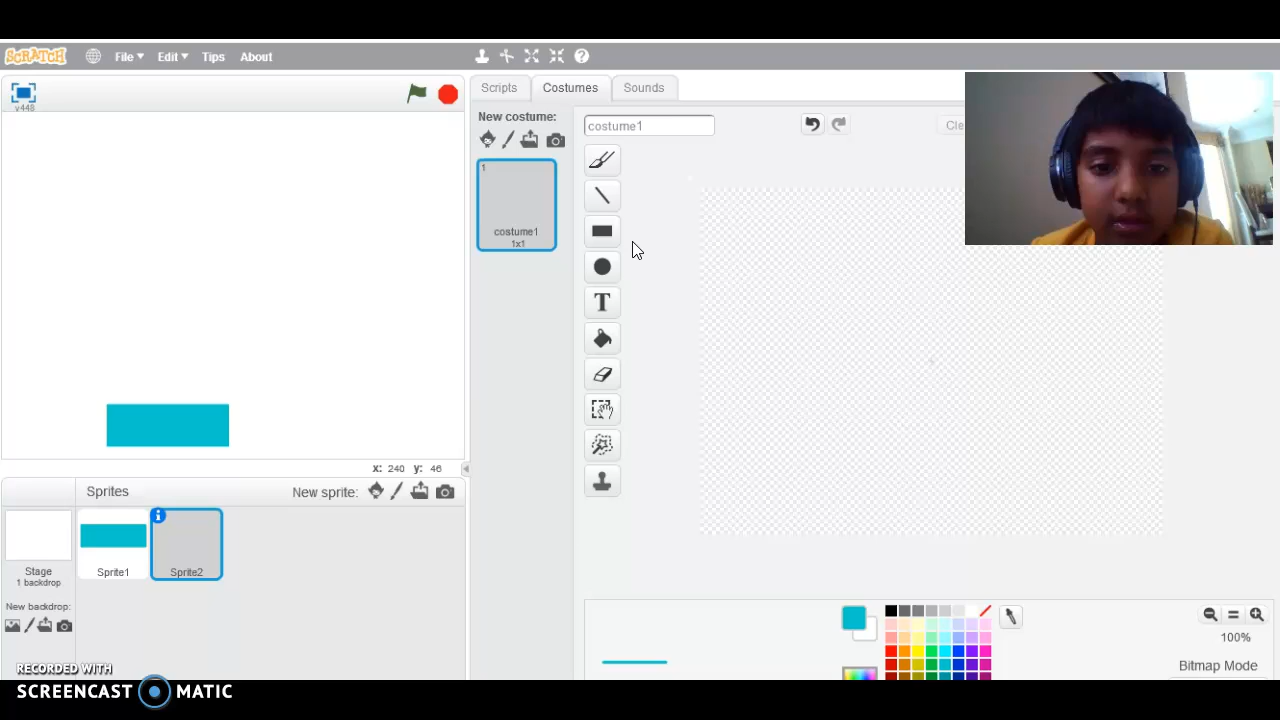 SCRATCH File Edit Tips About
v448
Scripts Costumes Sounds
New costume:
costume1
Cle
1
costume1
1x1
T
x: 240 y: 46
Sprites New sprite:
Stage
1 backdrop
Sprite1
Sprite2
New backdrop:
100%
Bitmap Mode
RECORDED WITH
SCREENCAST MATIC